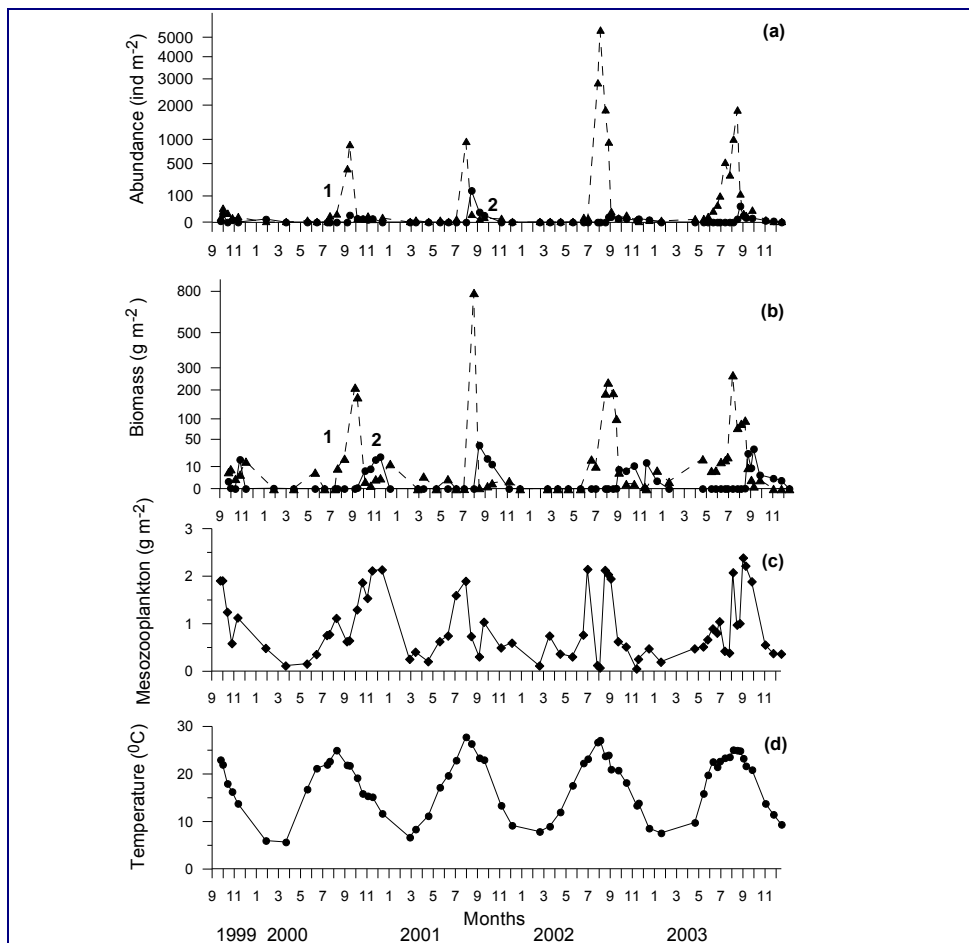 (a)
Abundance (ind m-2)
5000
4000
3000
2000
1000
500
100
0
1
2
9 11 1 3 5 7 9 11 1 3 5 7 9 11 1 3 5 7 9 11 1 3 5 7 9 11
(b)
Biomass (g m-2)
800
500
300
200
100
50
10
0
1
2
9 11 1 3 5 7 9 11 1 3 5 7 9 11 1 3 5 7 9 11 1 3 5 7 9 11
(c)
Mesozooplankton (g m-2)
3
2
1
0
9 11 1 3 5 7 9 11 1 3 5 7 9 11 1 3 5 7 9 11 1 3 5 7 9 11
(d)
Temperature (0C)
30
20
10
0
9 11 1 3 5 7 9 11 1 3 5 7 9 11 1 3 5 7 9 11 1 3 5 7 9 11
Months
1999 2000 2001 2002 2003